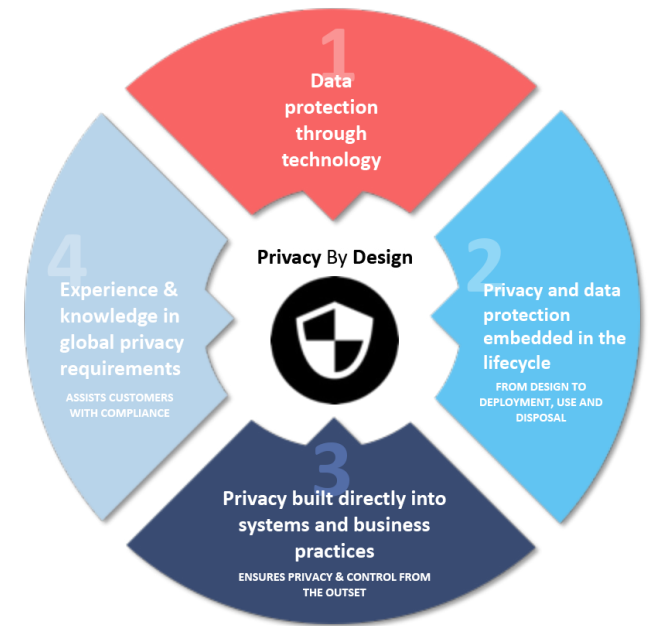 1
Data
protection
through
technology
Privacy By Design
2
Privacy and data
protection
embedded in the
lifecycle
FROM DESIGN TO
DEPLOYMENT, USE AND
DISPOSAL
3
Privacy built directly into
systems and business
practices
ENSURES PRIVACY & CONTROL FROM
THE OUTSET
4
Experience &
knowledge in
global privacy
requirements
ASSISTS CUSTOMERS
WITH COMPLIANCE